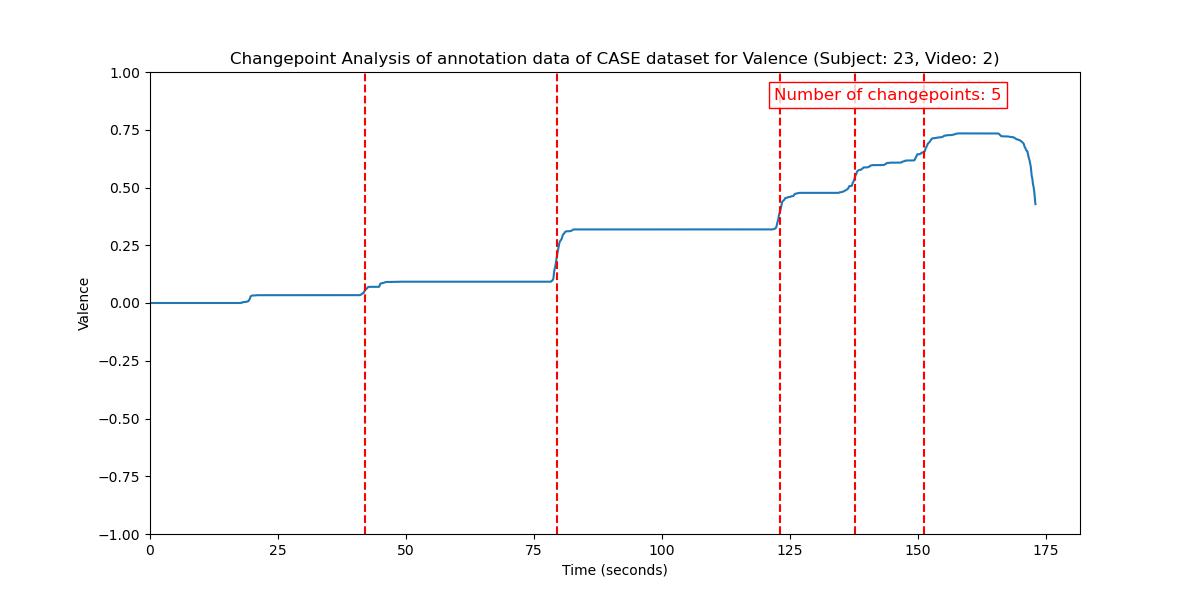 Changepoint Analysis of annotation data of CASE dataset for Valence (Subject: 23, Video: 2)
Number of changepoints: 5
1.00
0.75
0.50
0.25
0.00
−0.25
−0.50
−0.75
−1.00
Valence
0 25 50 75 100 125 150 175
Time (seconds)